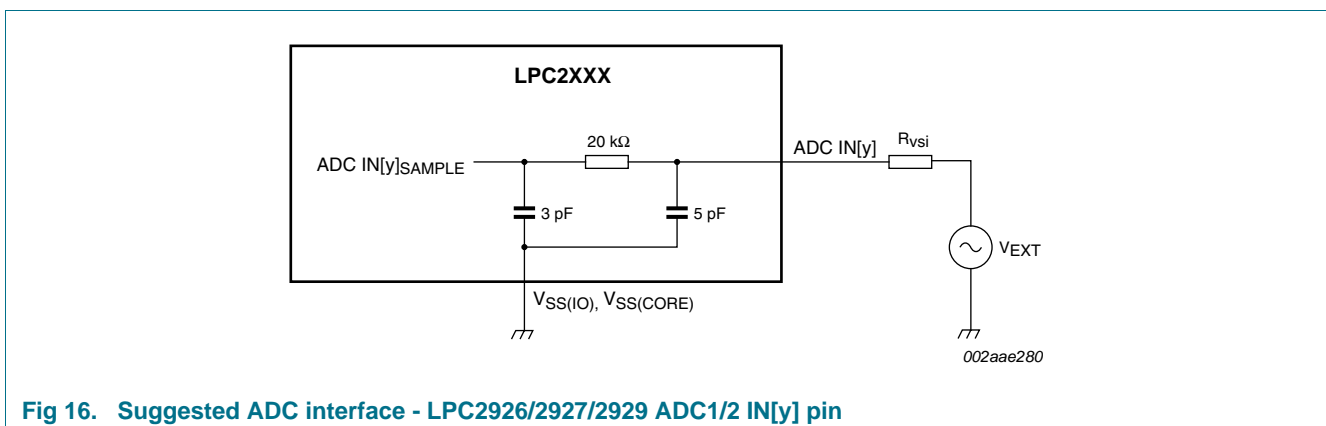 LPC2XXX
20 kΩ
ADC IN[y]
Rvsi
ADC IN[y]SAMPLE
3 pF
5 pF
VEXT
VSS(IO), VSS(CORE)
002aae280
Fig 16. Suggested ADC interface - LPC2926/2927/2929 ADC1/2 IN[y] pin